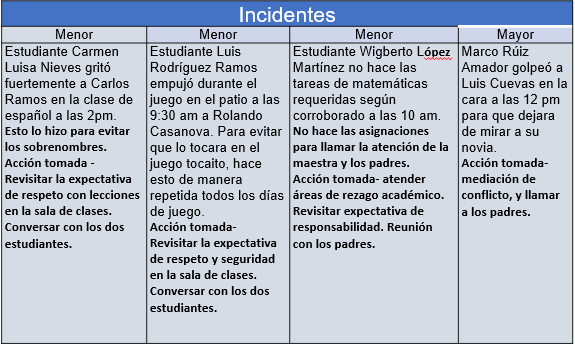 Incidentes
Menor
Menor
Menor
Mayor
Estudiante Carmen
Luisa Nieves gritó
fuertemente a Carlos
Ramos en la clase de
español a las 2pm.
Esto lo hizo para evitar
los sobrenombres.
Acción tomada -
Revisitar la expectativa
de respeto con lecciones
en la sala de clases.
Conversar con los dos
estudiantes.
Estudiante Luis
Rodríguez Ramos
empujó durante el
juego en el patio a las
9:30 am a Rolando
Casanova. Para evitar
que lo tocara en el
juego tocaito, hace
esto de manera
repetida todos los días
de juego.
Acción tomada-
Revisitar la expectativa
de respeto y seguridad
en la sala de clases.
Conversar con los dos
estudiantes.
Estudiante Wigberto López
Martínez no hace las
tareas de matemáticas
requeridas según
corroborado a las 10 am.
No hace las asignaciones
para llamar la atención de la
maestra y los padres.
Acción tomada- atender
áreas de rezago académico.
Revisitar expectativa de
responsabilidad. Reunión
con los padres.
Marco Rúiz
Amador golpeó a
Luis Cuevas en la
cara a las 12 pm
para que dejara
de mirar a su
novia.
Acción tomada-
mediación de
conflicto, y llamar
a los padres.